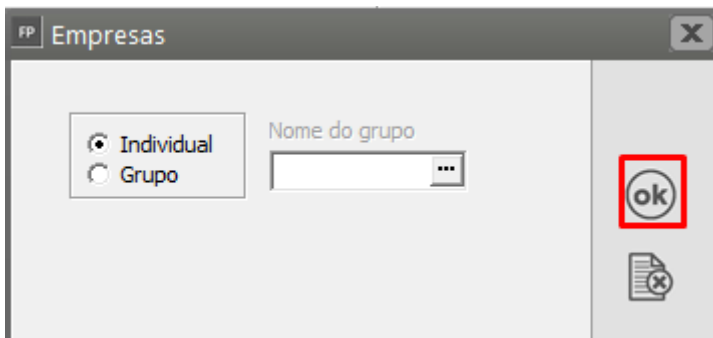 FP Empresas
Nome do grupo
Individual
Grupo
...
ok